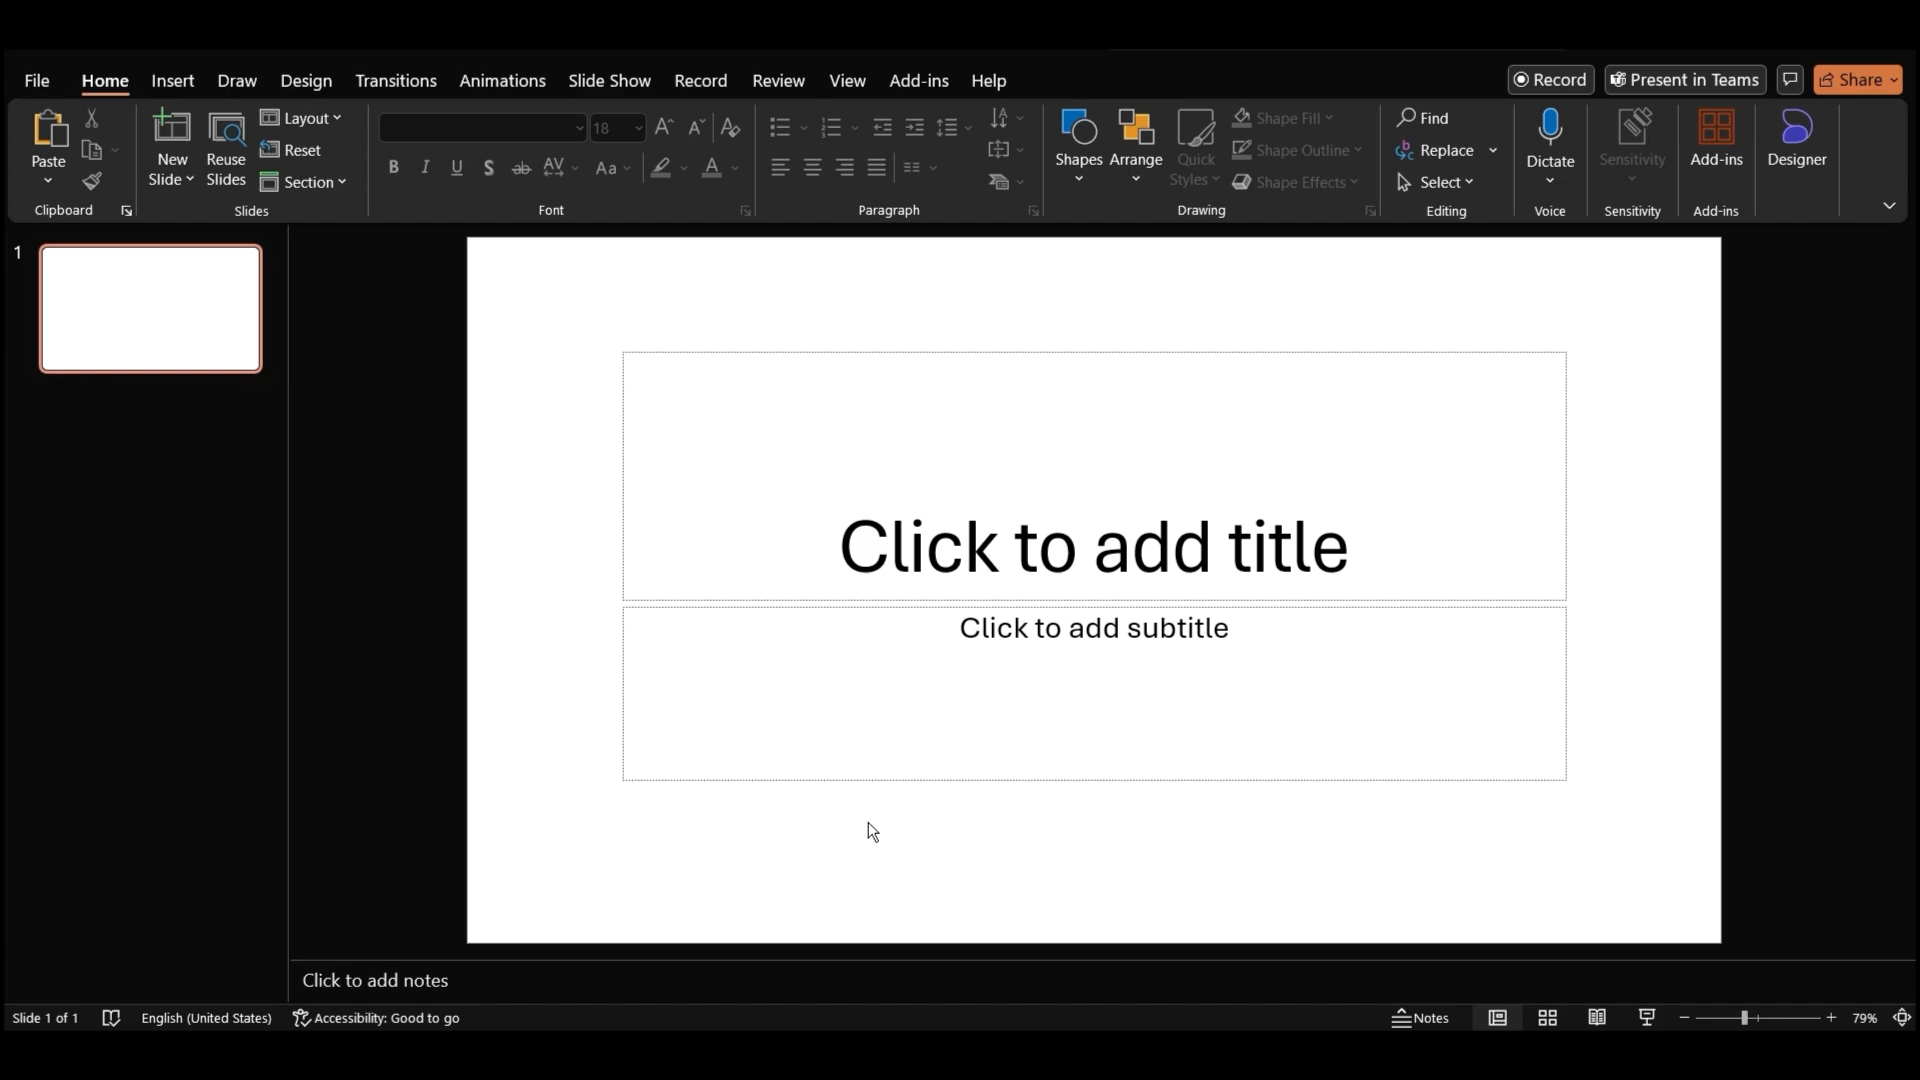 File Home Insert Draw Design Transitions Animations Slide Show Record Review View Add-ins Help Record Present in Teams Share
Paste
New Slide
Reuse Slides
Layout
Reset
Section
18
B I U S ab AV Aa A
Shapes
Arrange
Quick Styles
Shape Fill
Shape Outline
Shape Effects
Find
Replace
Select
Dictate
Sensitivity
Add-ins
Designer
Clipboard Slides Font Paragraph Drawing Editing Voice Sensitivity Add-ins
1
Click to add title
Click to add subtitle
Click to add notes
Slide 1 of 1 English (United States) Accessibility: Good to go Notes 79%